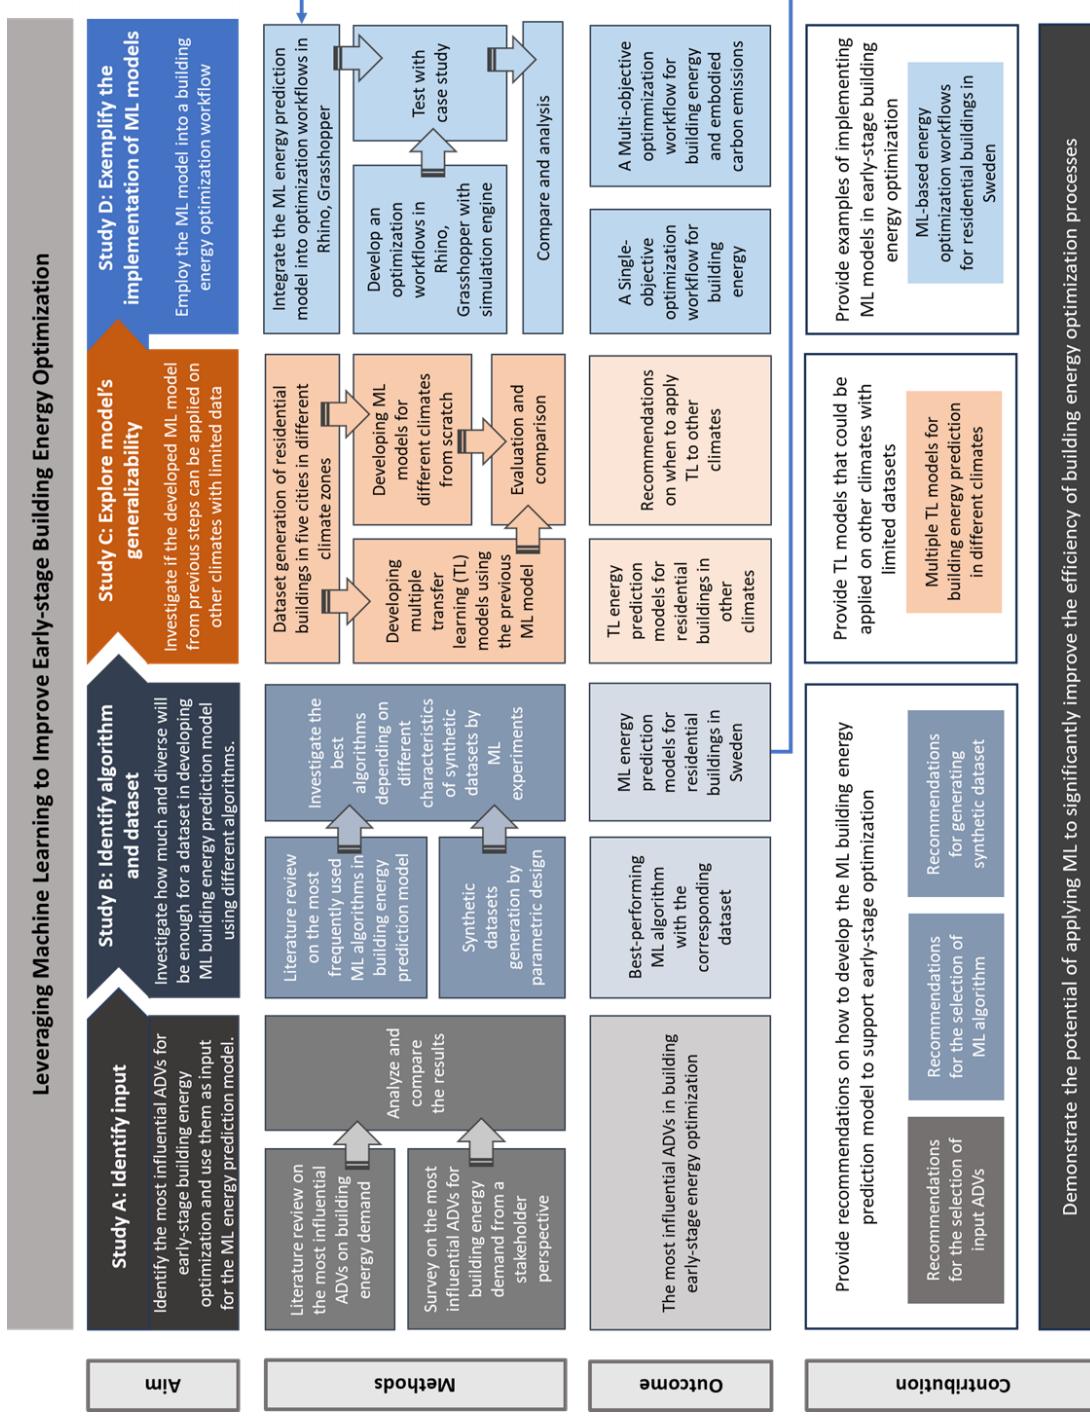 Leveraging Machine Learning to Improve Early-stage Building Energy Optimization
Aim
Study A: Identify input
Identify the most influential ADVs for
early-stage building energy
optimization and use them as input
for the ML energy prediction model.
Study B: Identify algorithm
and dataset
Investigate how much and diverse will
be enough for a dataset in developing
ML building energy prediction model
using different algorithms.
Study C: Explore model's
generalizability
Investigate if the developed ML model
from previous steps can be applied on
other climates with limited data
Study D: Exemplify the
implementation of ML models
Employ the ML model into a building
energy optimization workflow
Methods
Literature review on
the most influential
ADVs on building
energy demand
Survey on the most
influential ADVs for
building energy
demand from a
stakeholder
perspective
Analyze and
compare
the results
Literature review
on the most
frequently used
ML algorithms in
building energy
prediction model
Synthetic
datasets
generation by
parametric design
Investigate the
best
algorithms
depending on
different
characteristics
of synthetic
datasets by
ML
experiments
Dataset generation of residential
buildings in five cities in different
climate zones
Developing
multiple
transfer
learning (TL)
models using
the previous
ML model
Developing ML
models for
different climates
from scratch
Evaluation and
comparison
Integrate the ML energy prediction
model into optimization workflows in
Rhino, Grasshopper
Develop an
optimization
workflows in
Rhino,
Grasshopper with
simulation engine
Test with
case study
Compare and analysis
Outcome
The most influential ADVs in building
early-stage energy optimization
Best-performing
ML algorithm
with the
corresponding
dataset
ML energy
prediction
models for
residential
buildings in
Sweden
TL energy
prediction
models for
residential
buildings in
other
climates
Recommendations
on when to apply
TL to other
climates
A Single-
objective
optimization
workflow for
building
energy
A Multi-objective
optimmization
workflow for
building energy
and embodied
carbon emissions
Contribution
Provide recommendations on how to develop the ML building energy
prediction model to support early-stage optimization
Recommendations
for the selection of
input ADVs
Recommendations
for the selection of
ML algorithm
Recommendations
for generating
synthetic dataset
Provide TL models that could be
applied on other climates with
limited datasets
Multiple TL models for
building energy prediction
in different climates
Provide examples of implementing
ML models in early-stage building
energy optimization
ML-based energy
optimization workflows
for residential buildings in
Sweden
Demonstrate the potential of applying ML to significantly improve the efficiency of building energy optimization processes